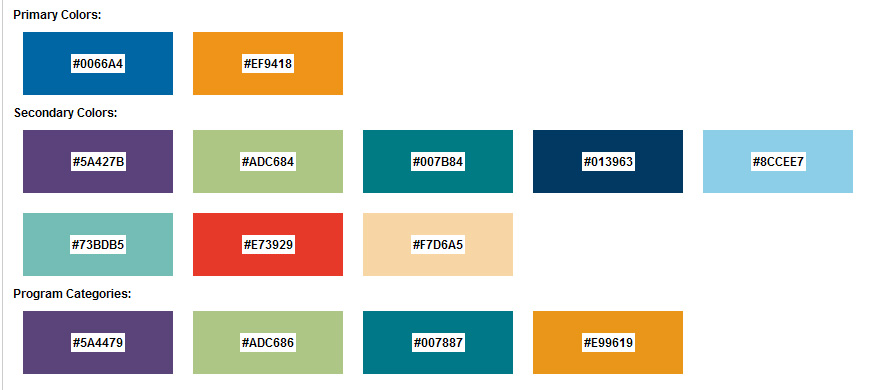 Primary Colors:
#0066A4 #EF9418
Secondary Colors:
#5A427B #ADC684 #007B84 #013963 #8CCEE7
#73BDB5 #E73929 #F7D6A5
Program Categories:
#5A4479 #ADC686 #007887 #E99619